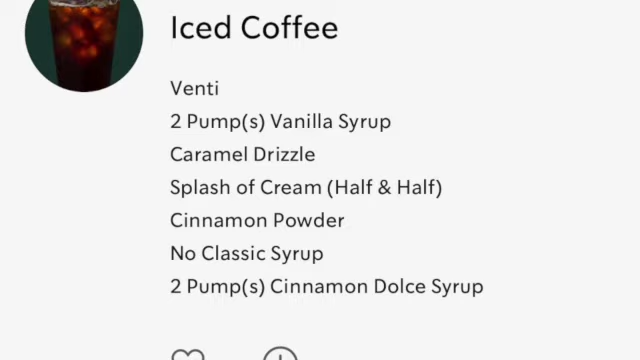 Iced Coffee
Venti
2 Pump(s) Vanilla Syrup
Caramel Drizzle
Splash of Cream (Half & Half)
Cinnamon Powder
No Classic Syrup
2 Pump(s) Cinnamon Dolce Syrup